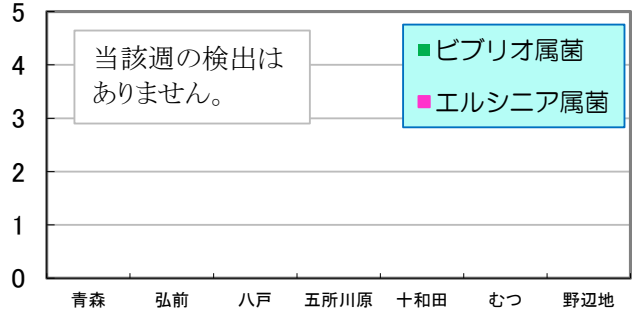 5
4
3
2
1
0
当該週の検出は
ありません。
■ビブリオ属菌
■エルシニア属菌
青森 弘前 八戸 五所川原 十和田 むつ 野辺地